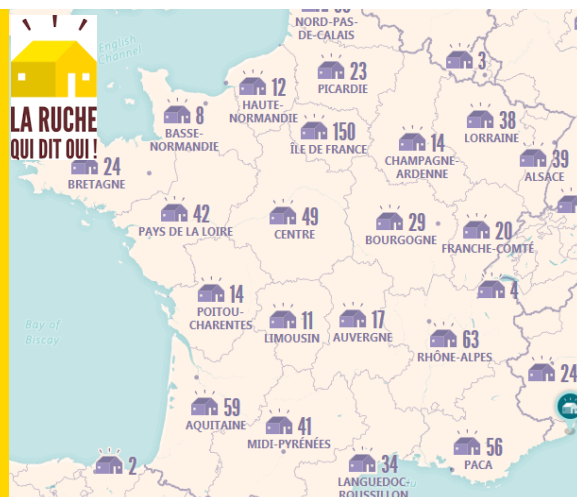 NORD-PAS-
DE-CALAIS
English
Channel
3
23
PICARDIE
12
HAUTE-
NORMANDIE
LA RUCHE
QUI DIT OUI !
8
BASSE-
NORMANDIE
150
ÎLE DE FRANCE
38
LORRAINE
14
CHAMPAGNE-
ARDENNE
39
ALSACE
24
BRETAGNE
42
PAYS DE LA LOIRE
49
CENTRE
29
BOURGOGNE
20
FRANCHE-COMTÉ
4
14
POITOU-
CHARENTES
11
LIMOUSIN
17
AUVERGNE
Bay of
Biscay
63
RHÔNE-ALPES
24
59
AQUITAINE
41
MIDI-PYRÉNÉES
56
PACA
2
34
LANGUEDOC-
ROUSSILLON